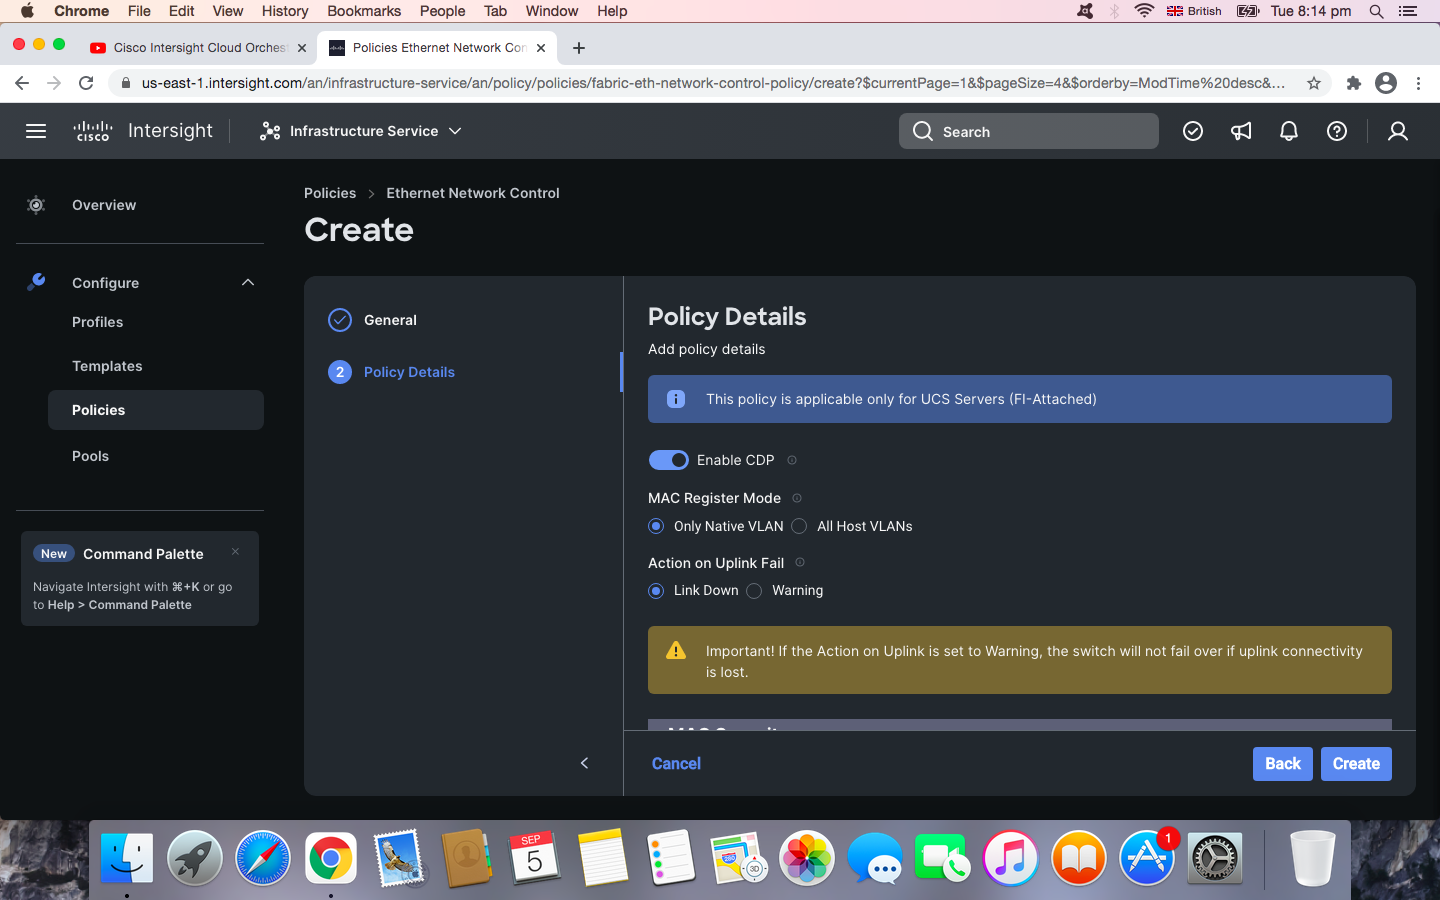 Chrome File Edit View History Bookmarks People Tab Window Help British Tue 8:14 pm
Cisco Intersight Cloud Orchest
Policies Ethernet Network Con
us-east-1.intersight.com/an/infrastructure-service/an/policy/policies/fabric-eth-network-control-policy/create?$currentPage=1&$pageSize=4&$orderby=ModTime%20desc&...
CISCO Intersight Infrastructure Service Search
Overview
Configure
Profiles
Templates
Policies
Pools
New Command Palette
Navigate Intersight with ⌘+K or go
to Help > Command Palette
Policies > Ethernet Network Control
Create
General
2 Policy Details
Policy Details
Add policy details
This policy is applicable only for UCS Servers (FI-Attached)
Enable CDP
MAC Register Mode
Only Native VLAN All Host VLANs
Action on Uplink Fail
Link Down Warning
Important! If the Action on Uplink is set to Warning, the switch will not fail over if uplink connectivity
is lost.
Cancel Back Create
SEP
5
280
3D
1